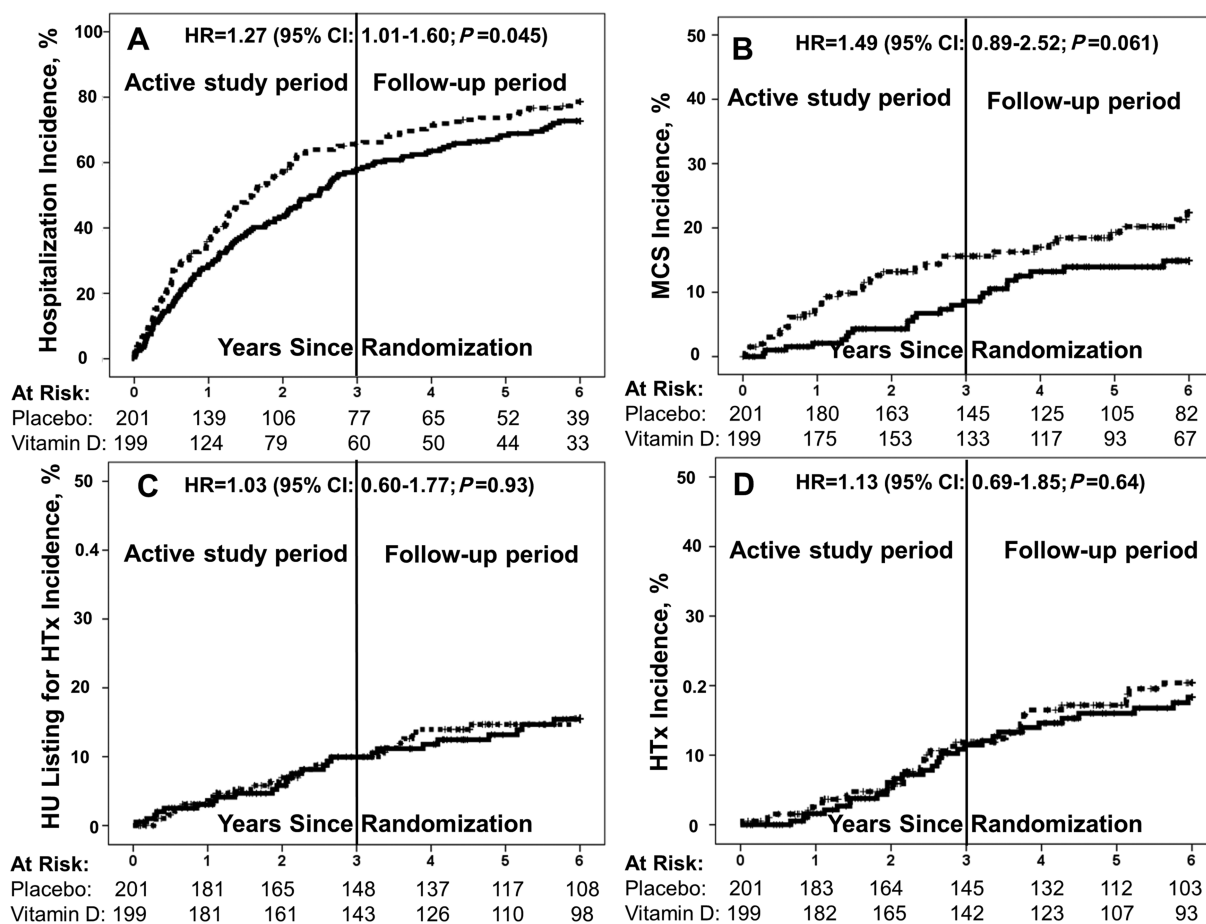 A
HR=1.27 (95% CI: 1.01-1.60; P=0.045)
Active study period
Follow-up period
Hospitalization Incidence, %
100
80
60
40
20
0
Years Since Randomization
0 1 2 3 4 5 6
At Risk:
Placebo: 201 139 106 77 65 52 39
Vitamin D: 199 124 79 60 50 44 33
B
HR=1.49 (95% CI: 0.89-2.52; P=0.061)
Active study period
Follow-up period
MCS Incidence, %
50
40
30
20
10
0
Years Since Randomization
0 1 2 3 4 5 6
At Risk:
Placebo: 201 180 163 145 125 105 82
Vitamin D: 199 175 153 133 117 93 67
C
HR=1.03 (95% CI: 0.60-1.77; P=0.93)
Active study period
Follow-up period
HU Listing for HTx Incidence, %
50
0.4
30
20
10
0
Years Since Randomization
0 1 2 3 4 5 6
At Risk:
Placebo: 201 181 165 148 137 117 108
Vitamin D: 199 181 161 143 126 110 98
D
HR=1.13 (95% CI: 0.69-1.85; P=0.64)
Active study period
Follow-up period
HTx Incidence, %
50
40
30
0.2
10
0
Years Since Randomization
0 1 2 3 4 5 6
At Risk:
Placebo: 201 183 164 145 132 112 103
Vitamin D: 199 182 165 142 123 107 93